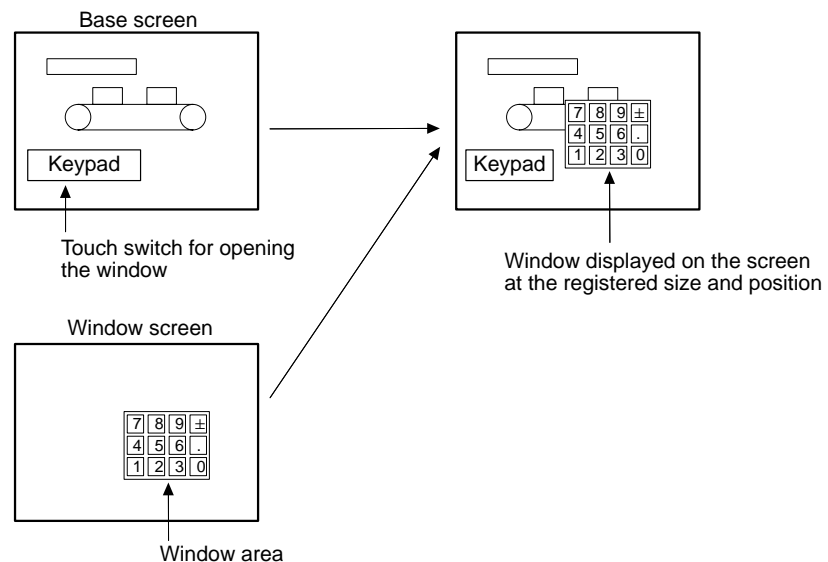 Base screen
Keypad
Touch switch for opening
the window
7 8 9 ±
4 5 6 .
1 2 3 0
Keypad
Window displayed on the screen
at the registered size and position
Window screen
7 8 9 ±
4 5 6 .
1 2 3 0
Window area